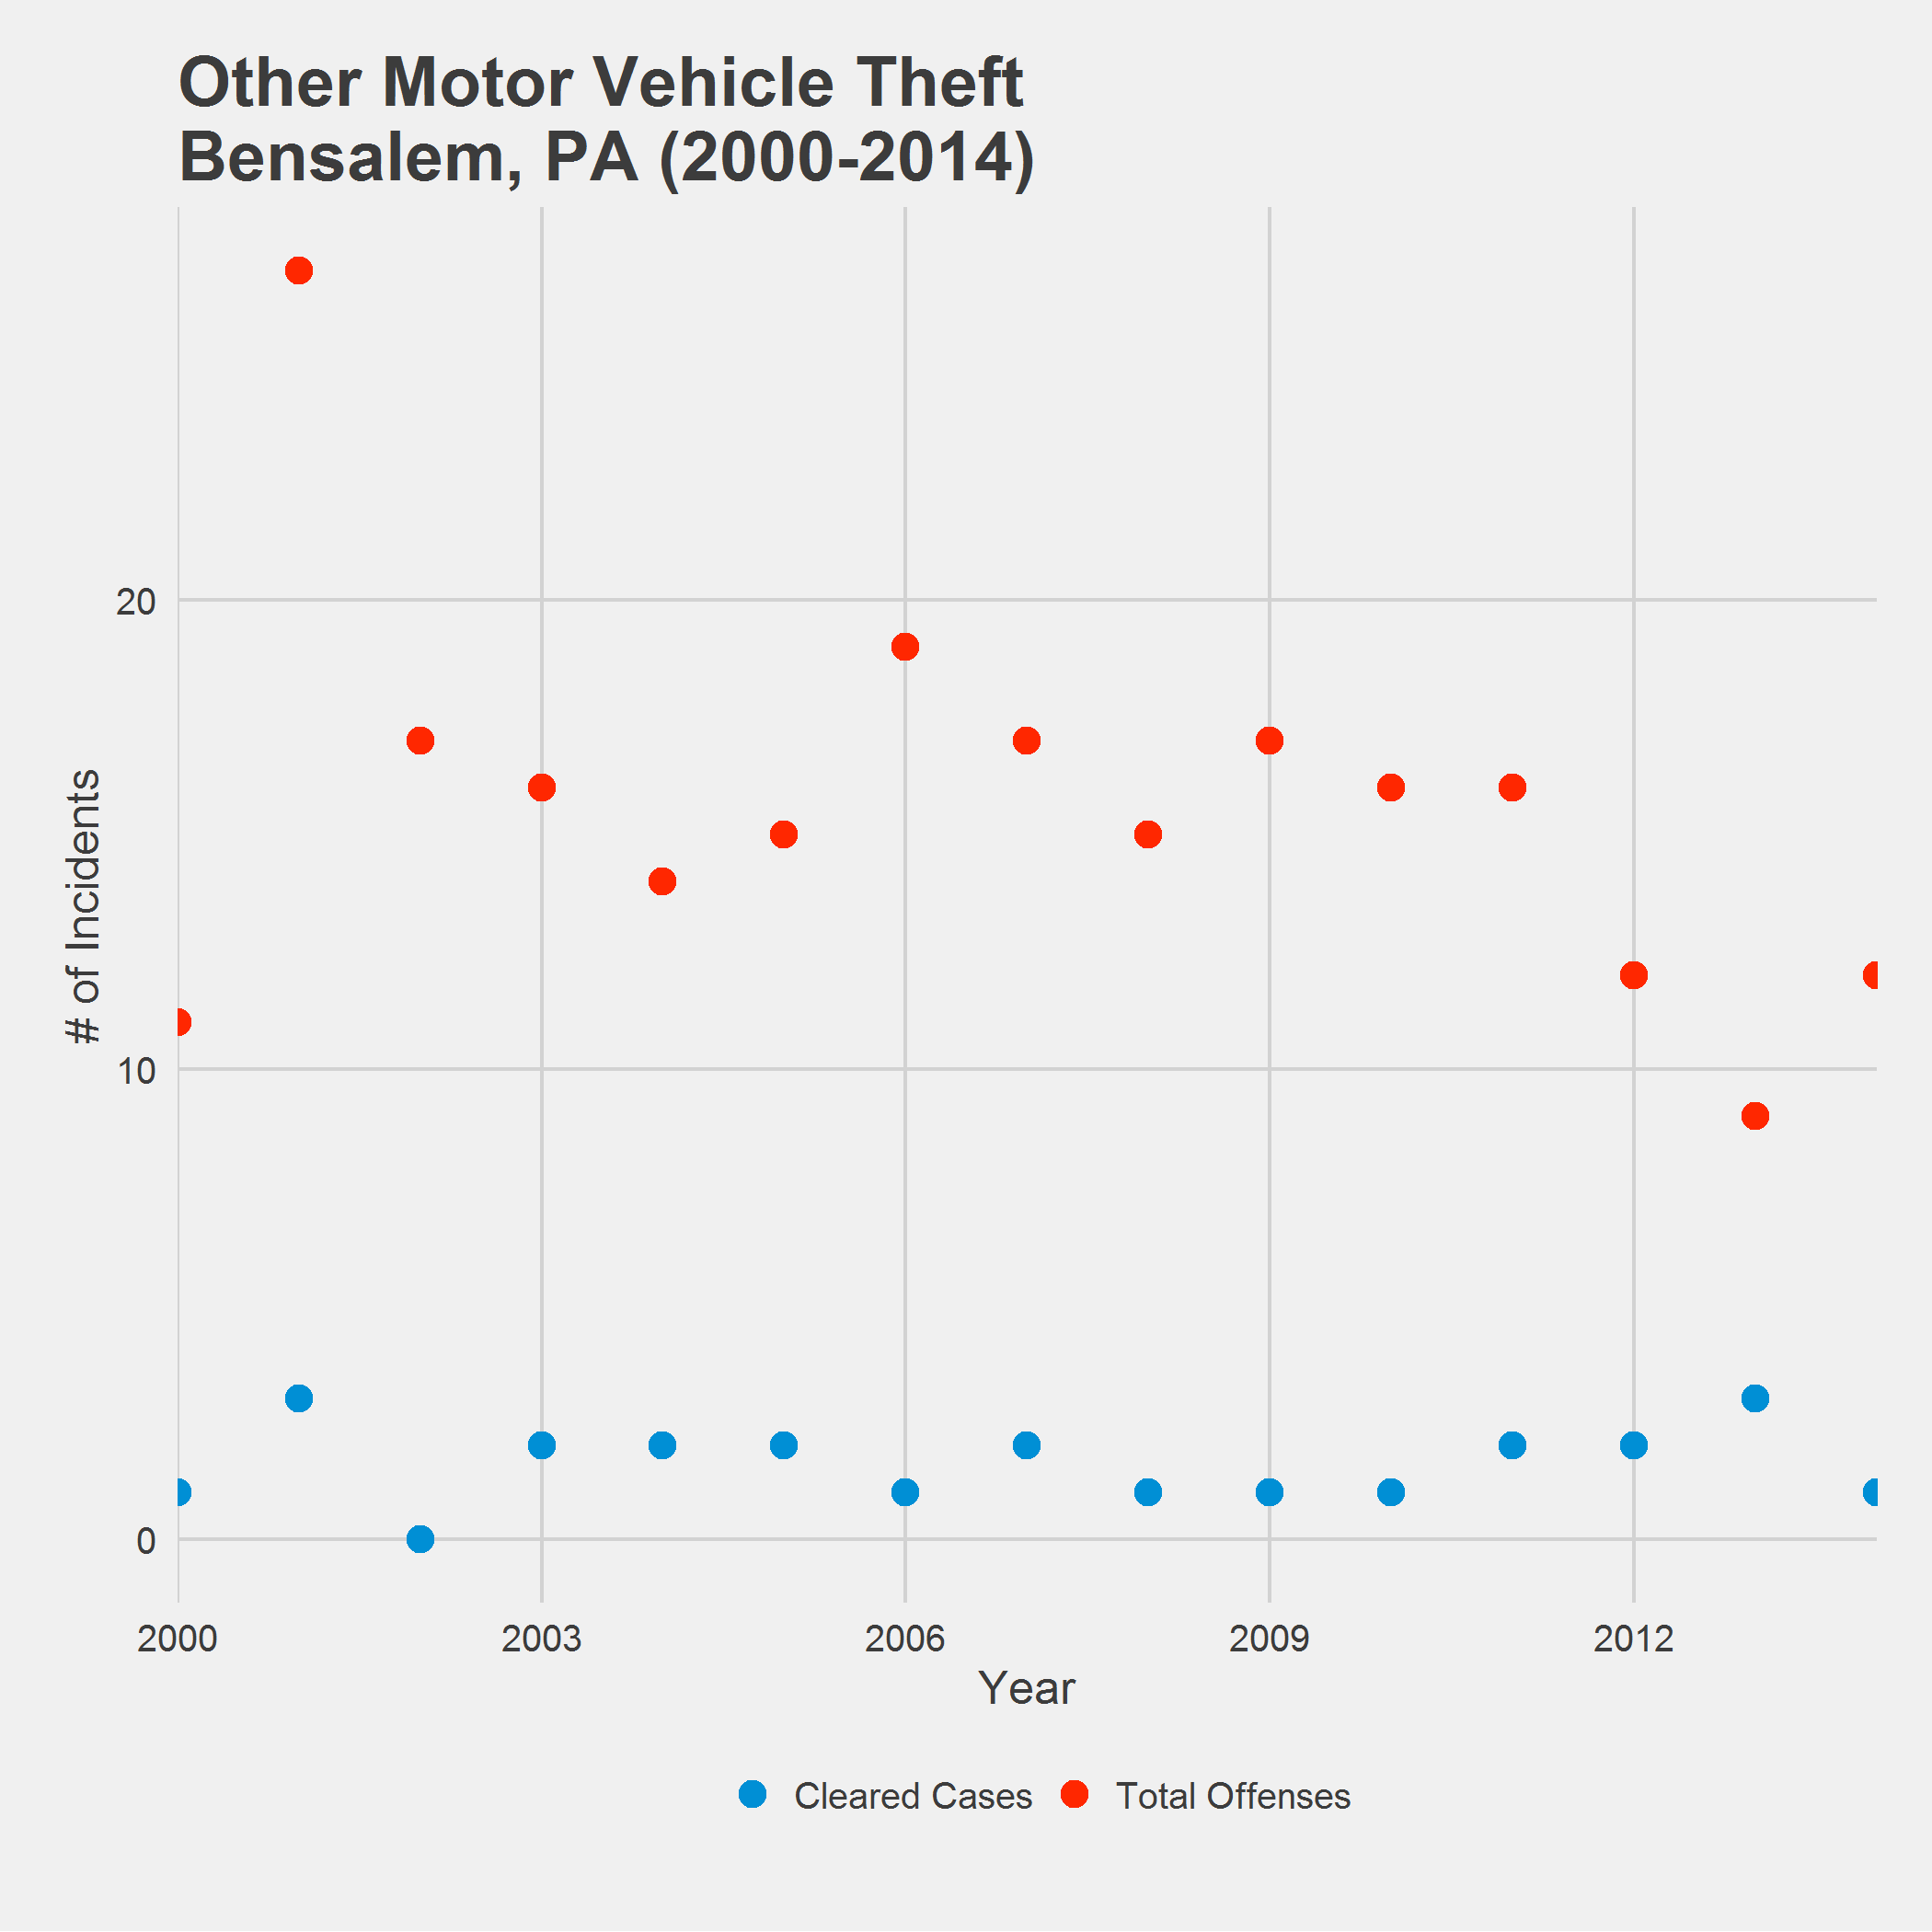 Other Motor Vehicle Theft
Bensalem, PA (2000-2014)
# of Incidents
20
10
0
2000 2003 2006 2009 2012
Year
Cleared Cases Total Offenses